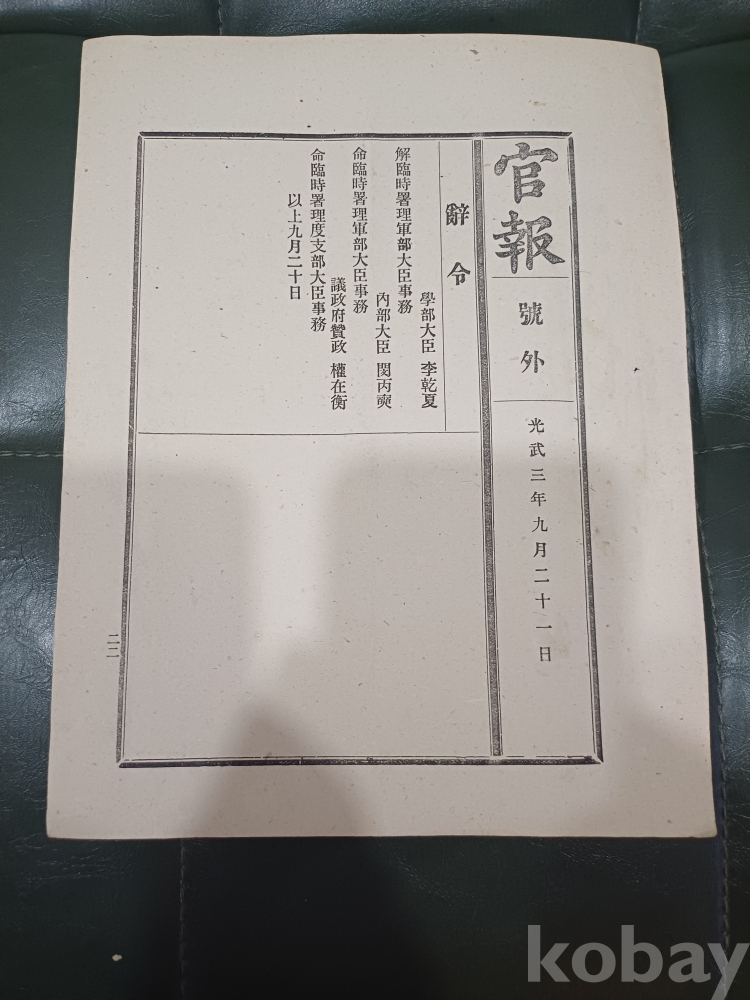 官報
號外
光武三年九月二十一日
辭令
學部大臣 李乾夏
解臨時署理軍部大臣事務
內部大臣 閔丙奭
命臨時署理軍部大臣事務
議政府贊政 權在衡
命臨時署理度支部大臣事務
以上九月二十日
二二
kobay